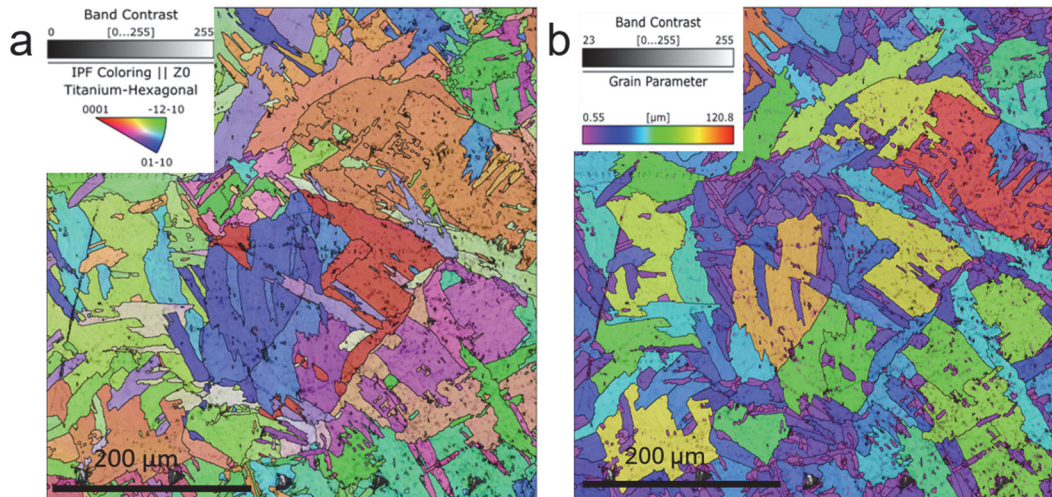 a
Band Contrast
0 [0...255] 255
IPF Coloring || Z0
Titanium-Hexagonal
0001 -12-10
01-10
200 µm
b
Band Contrast
23 [0...255] 255
Grain Parameter
0.55 [µm] 120.8
200 µm